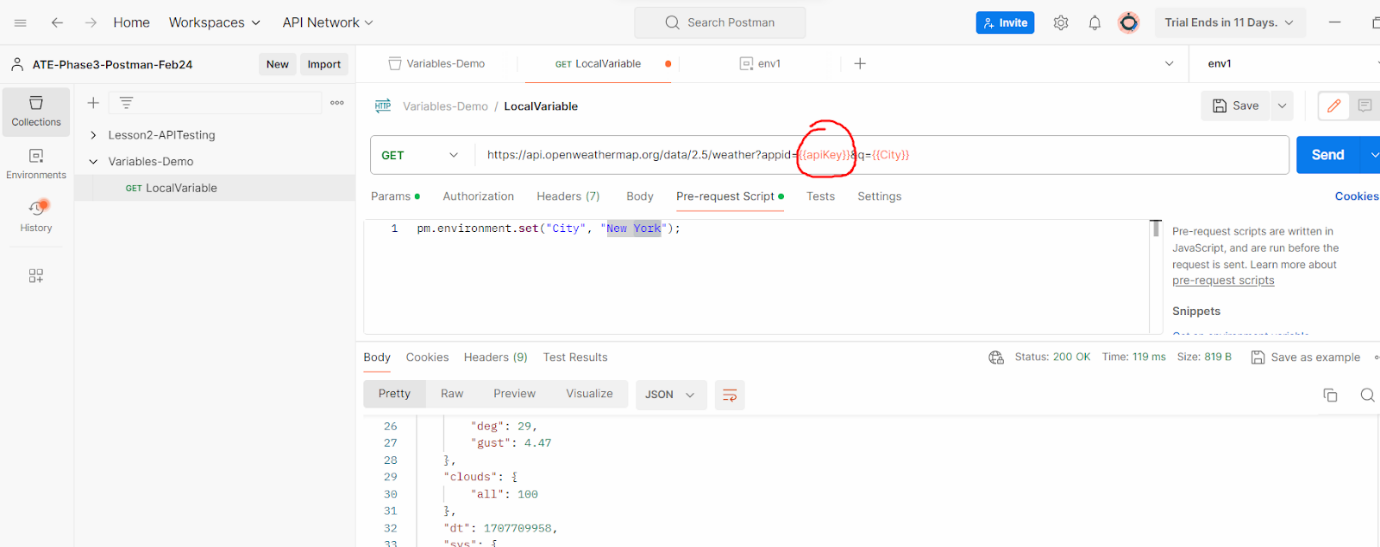 Home Workspaces API Network Search Postman Invite Trial Ends in 11 Days.
ATE-Phase3-Postman-Feb24 New Import Variables-Demo GET LocalVariable env1 env1
Collections
Environments
History
Lesson2-APITesting
Variables-Demo
GET LocalVariable
HTTP Variables-Demo / LocalVariable Save
GET https://api.openweathermap.org/data/2.5/weather?appid={{apiKey}}&q={{City}} Send
Params Authorization Headers (7) Body Pre-request Script Tests Settings Cookies
1 pm.environment.set("City", "New York");
Pre-request scripts are written in
JavaScript, and are run before the
request is sent. Learn more about
pre-request scripts
Snippets
Body Cookies Headers (9) Test Results Status: 200 OK Time: 119 ms Size: 819 B Save as example
Pretty Raw Preview Visualize JSON
26 "deg": 29,
27 "gust": 4.47
28 },
29 "clouds": {
30 "all": 100
31 },
32 "dt": 1707709958,
33 "sys": {